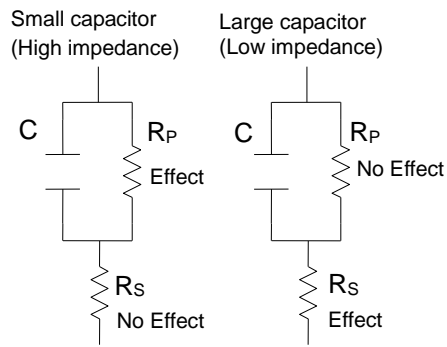 Small capacitor
(High impedance)
C
RP
Effect
RS
No Effect
Large capacitor
(Low impedance)
C
RP
No Effect
RS
Effect